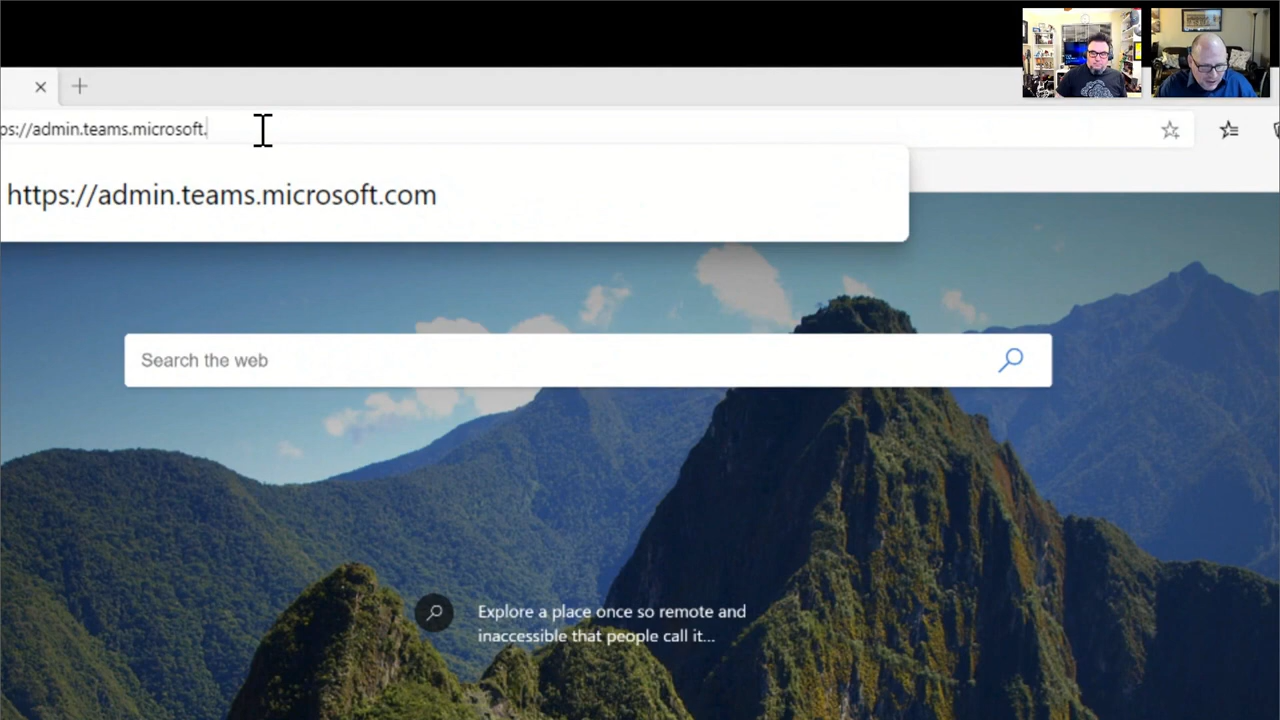 ps://admin.teams.microsoft.
https://admin.teams.microsoft.com
Search the web
Explore a place once so remote and
inaccessible that people call it...